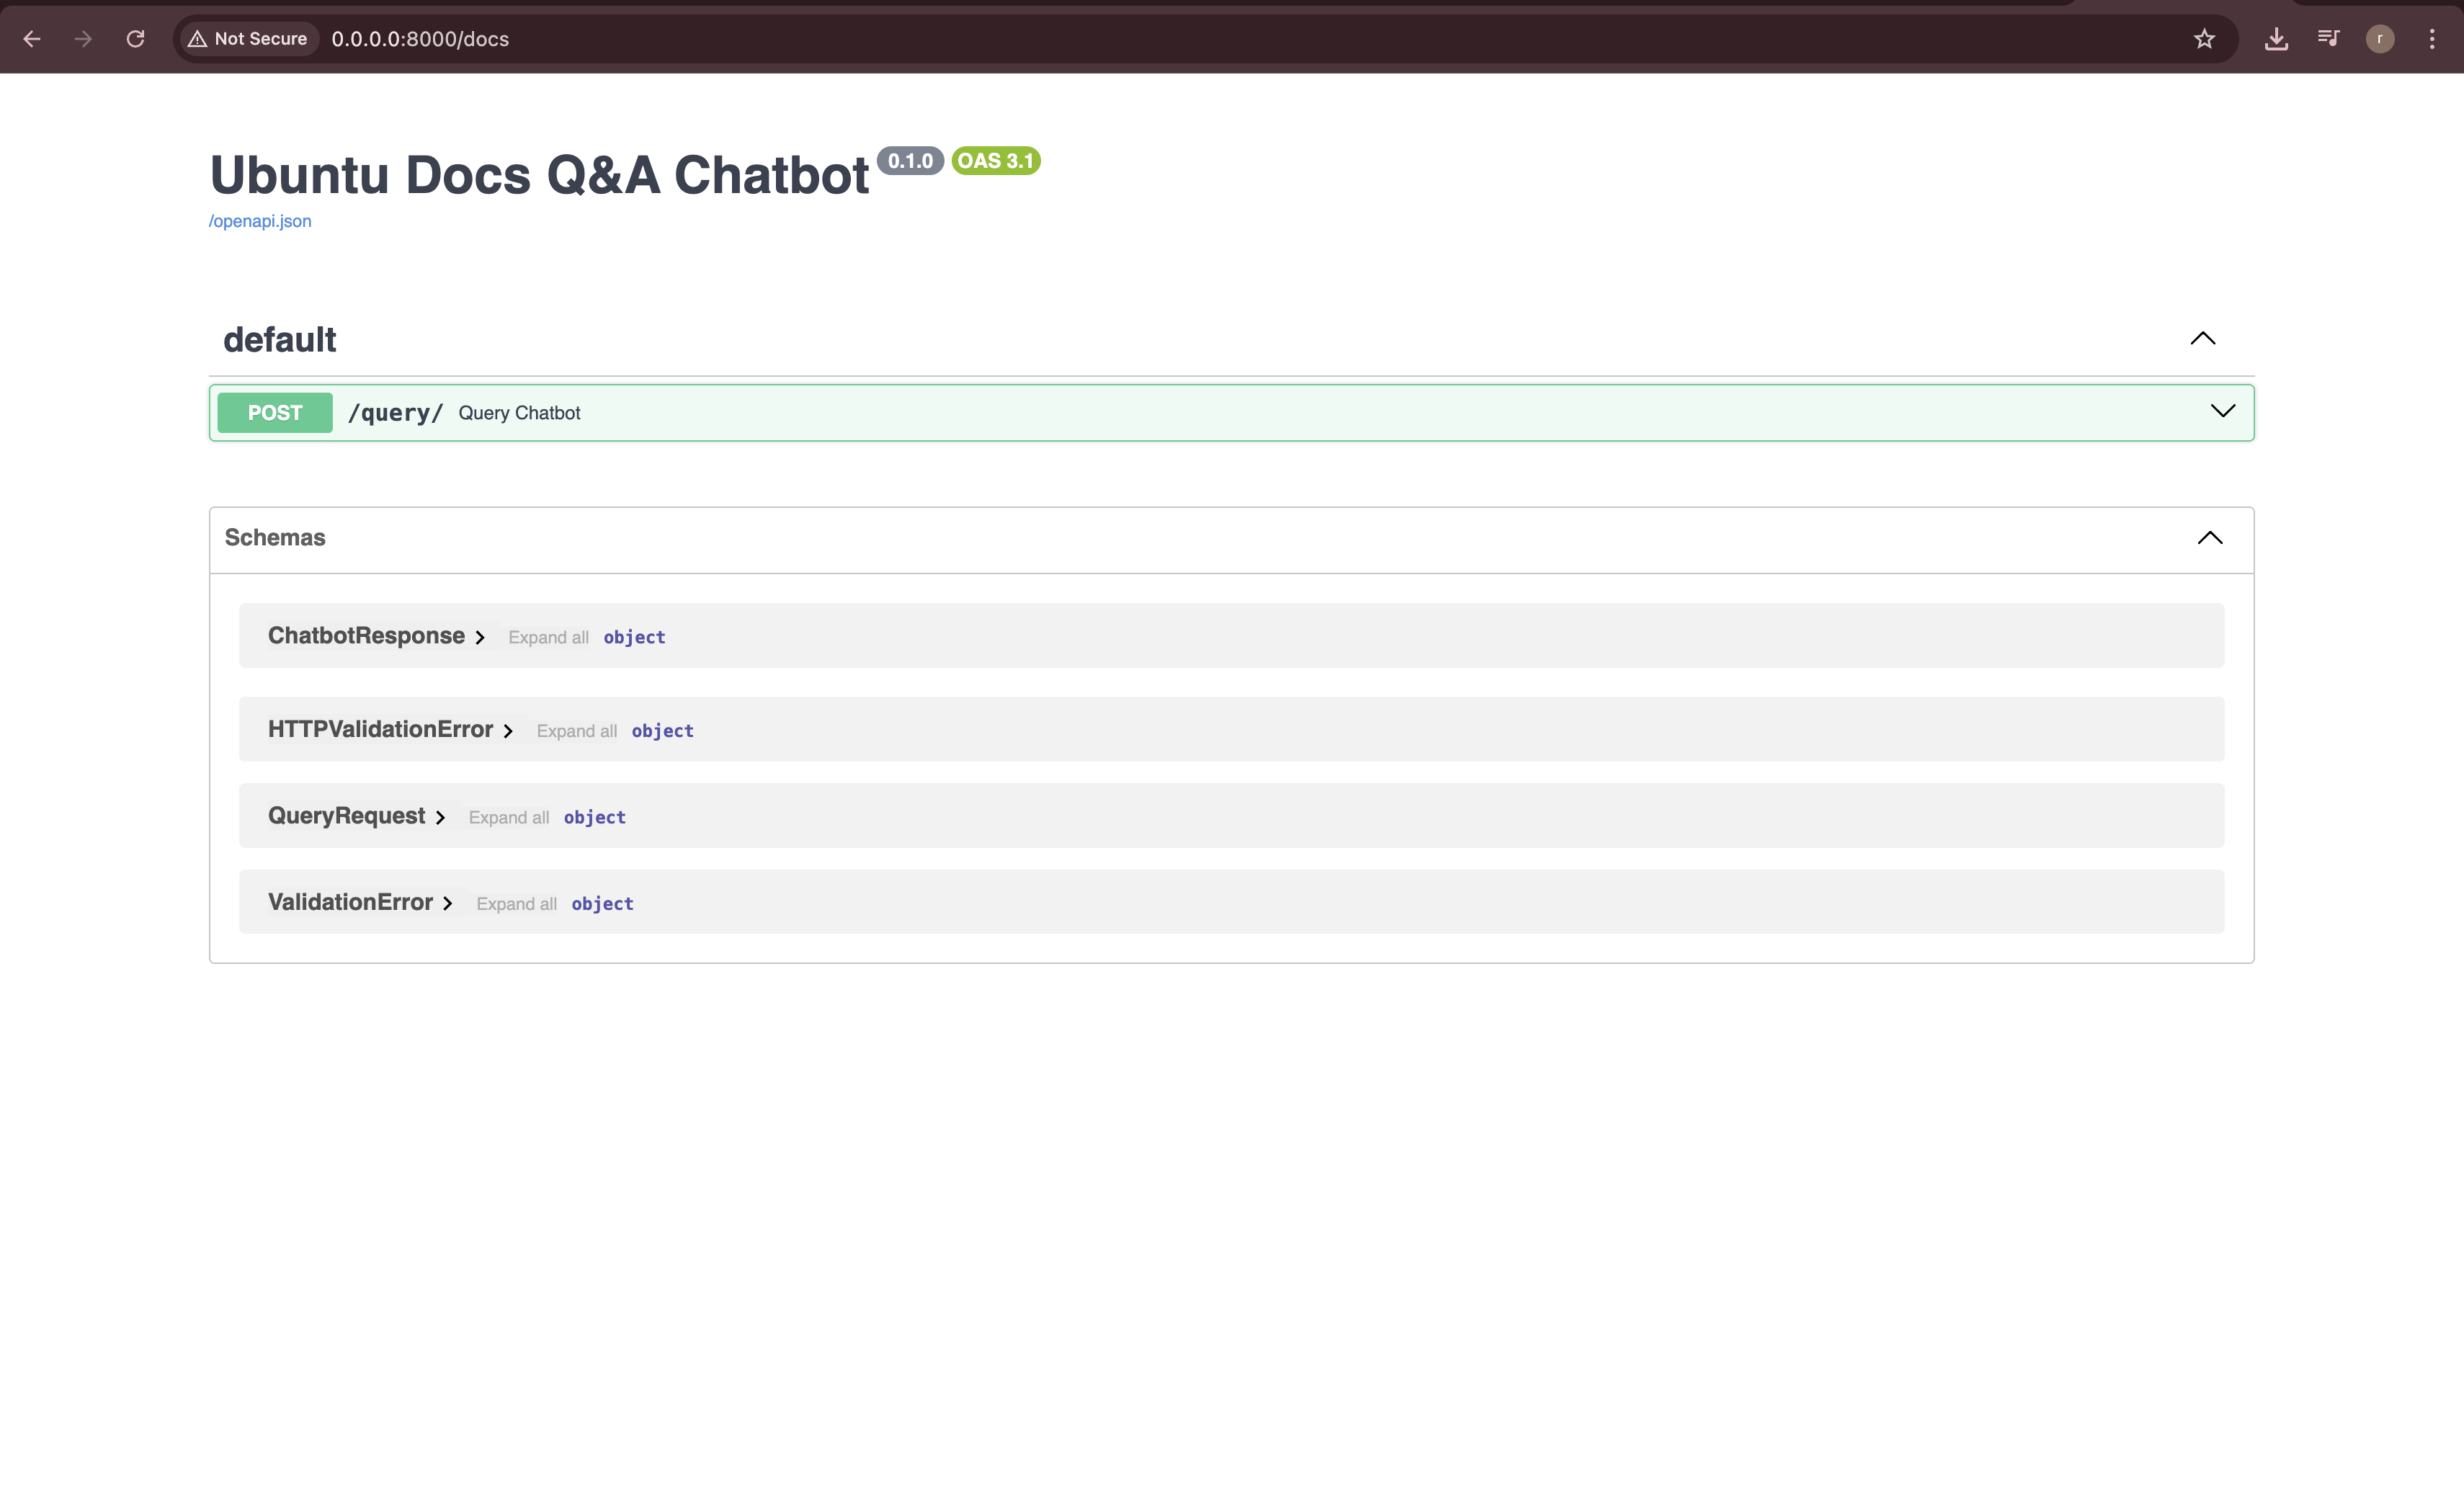 Not Secure 0.0.0.0:8000/docs r
Ubuntu Docs Q&A Chatbot 0.1.0 OAS 3.1
/openapi.json
default
POST /query/ Query Chatbot
Schemas
ChatbotResponse Expand all object
HTTPValidationError Expand all object
QueryRequest Expand all object
ValidationError Expand all object